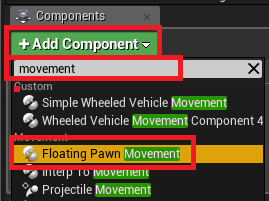 Components
+ Add Component
movement
Custom
Simple Wheeled Vehicle Movement
Wheeled Vehicle Movement Component 4
Movement
Floating Pawn Movement
Interp To Movement
Projectile Movement